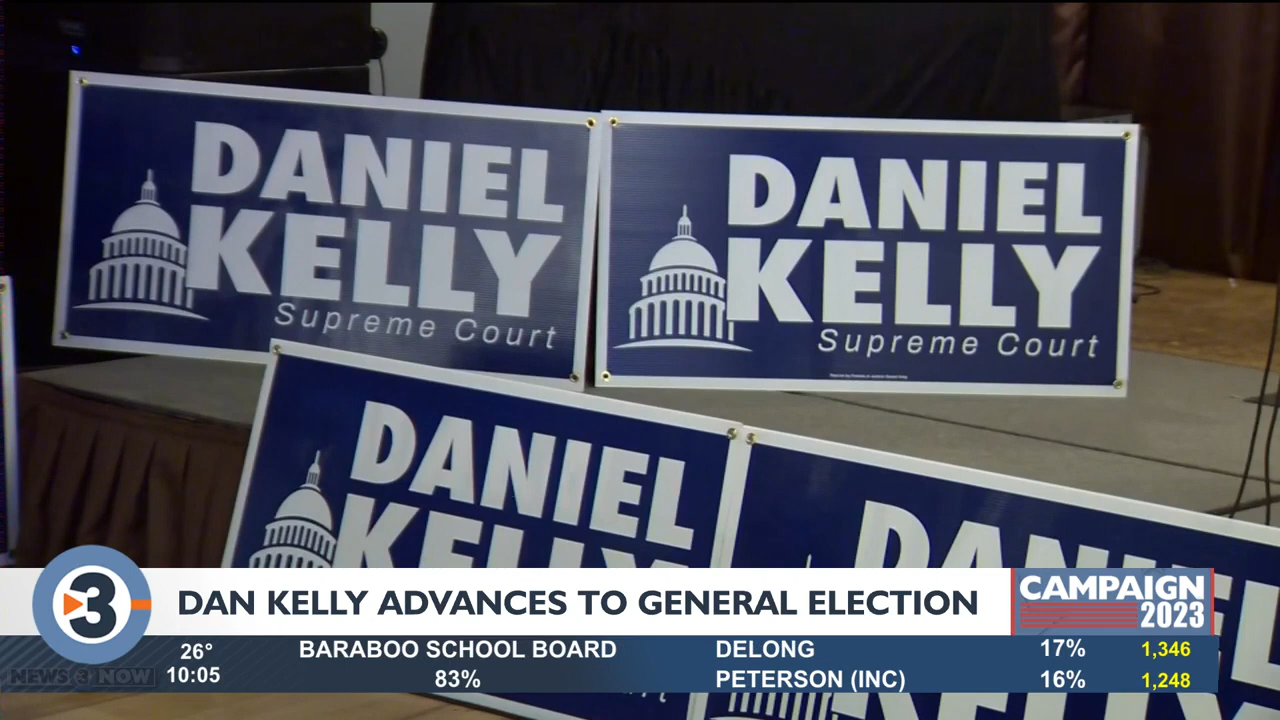 DANIEL
KELLY
Supreme Court
DANIEL
KELLY
Supreme Court
DANIEL
KELLY
DANIEL
KELLY
3
DAN KELLY ADVANCES TO GENERAL ELECTION
CAMPAIGN
2023
26°
10:05
BARABOO SCHOOL BOARD
83%
DELONG 17% 1,346
PETERSON (INC) 16% 1,248
NEWS 3 NOW